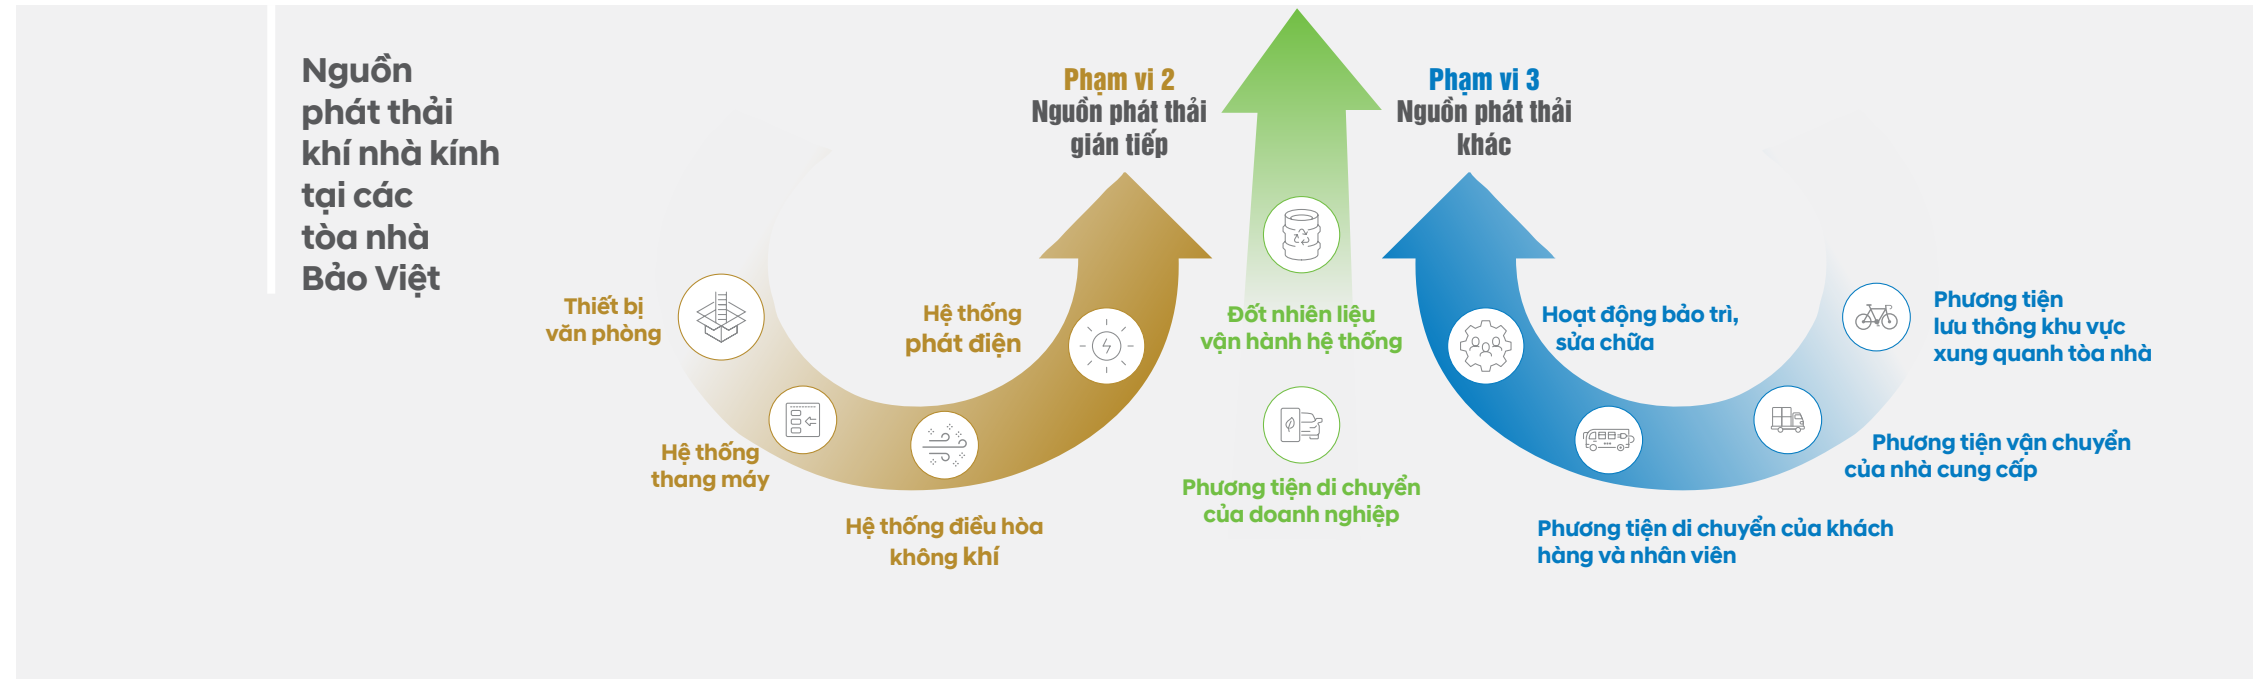 Nguồn
phát thải
khí nhà kính
tại các
tòa nhà
Bảo Việt
Phạm vi 2
Nguồn phát thải
gián tiếp
Thiết bị
văn phòng
Hệ thống
thang máy
Hệ thống điều hòa
không khí
Hệ thống
phát điện
Đốt nhiên liệu
vận hành hệ thống
Phương tiện di chuyển
của doanh nghiệp
Phạm vi 3
Nguồn phát thải
khác
Hoạt động bảo trì,
sửa chữa
Phương tiện di chuyển của khách
hàng và nhân viên
Phương tiện vận chuyển
của nhà cung cấp
Phương tiện
lưu thông khu vực
xung quanh tòa nhà